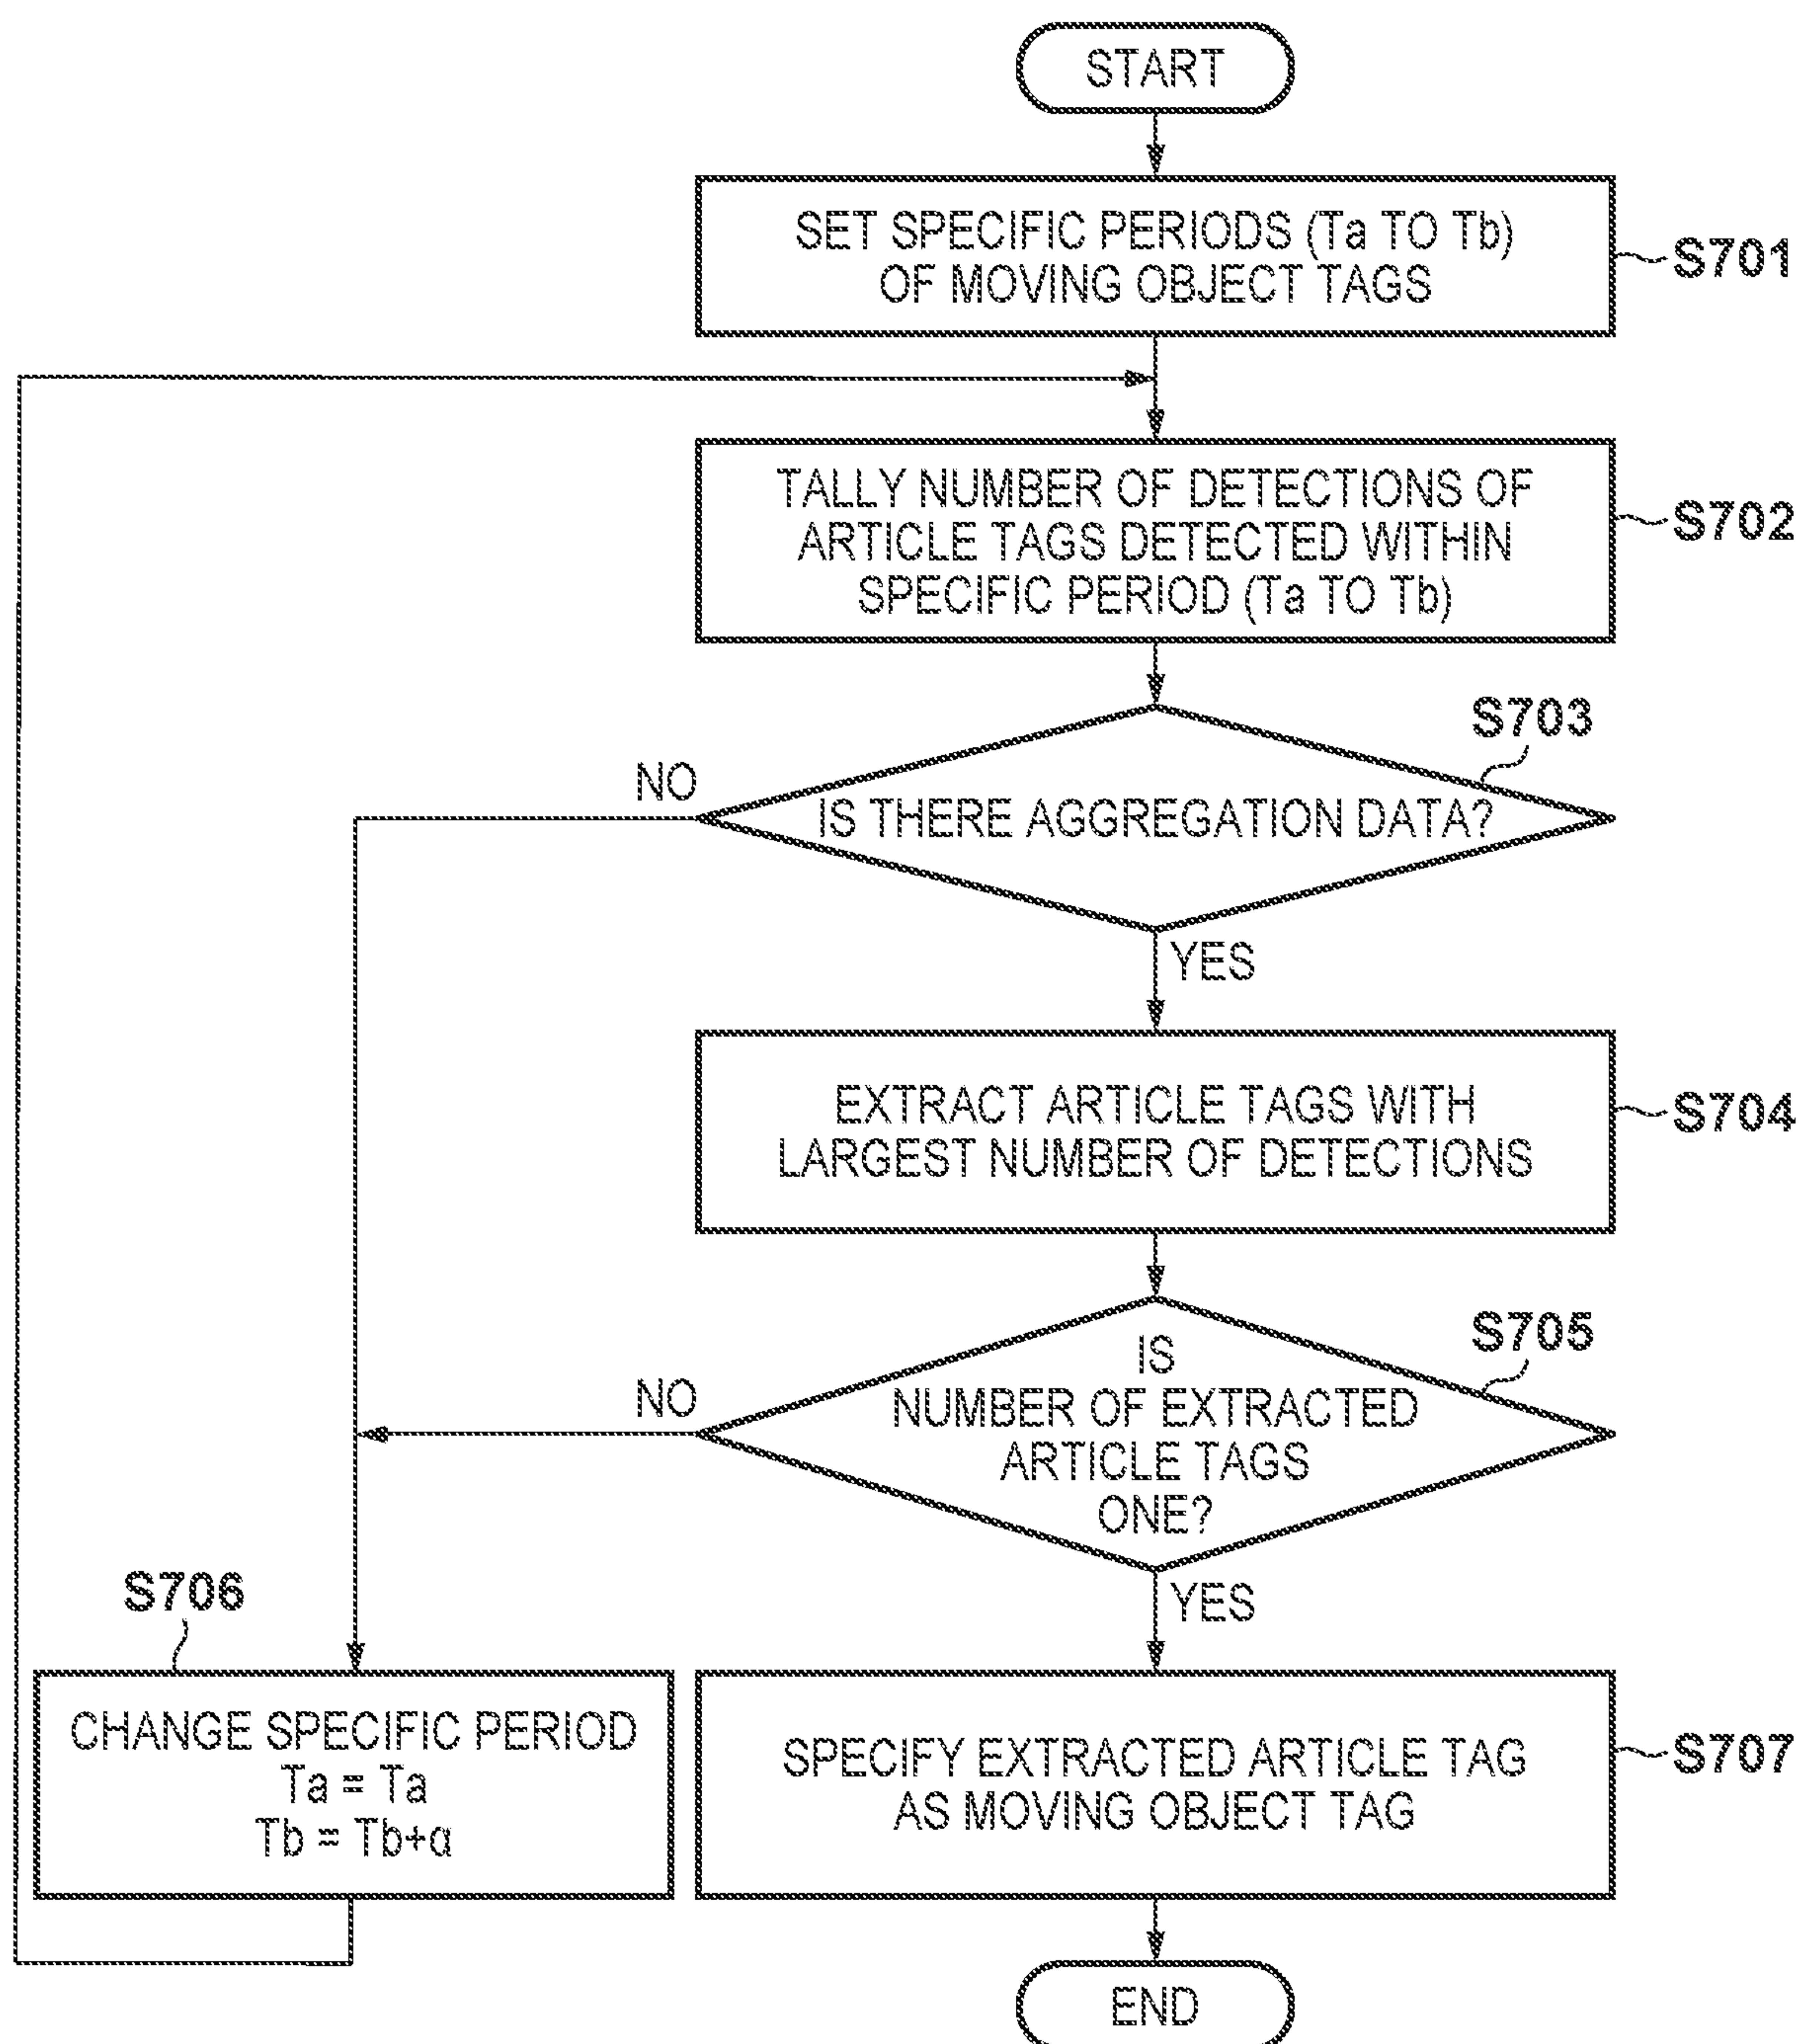 START
SET SPECIFIC PERIODS (Ta TO Tb)
OF MOVING OBJECT TAGS
S701
TALLY NUMBER OF DETECTIONS OF
ARTICLE TAGS DETECTED WITHIN
SPECIFIC PERIOD (Ta TO Tb)
S702
S703
NO
IS THERE AGGREGATION DATA?
YES
EXTRACT ARTICLE TAGS WITH
LARGEST NUMBER OF DETECTIONS
S704
S705
NO
IS
NUMBER OF EXTRACTED
ARTICLE TAGS
ONE?
YES
S706
CHANGE SPECIFIC PERIOD
Ta = Ta
Tb = Tb+α
SPECIFY EXTRACTED ARTICLE TAG
AS MOVING OBJECT TAG
S707
END